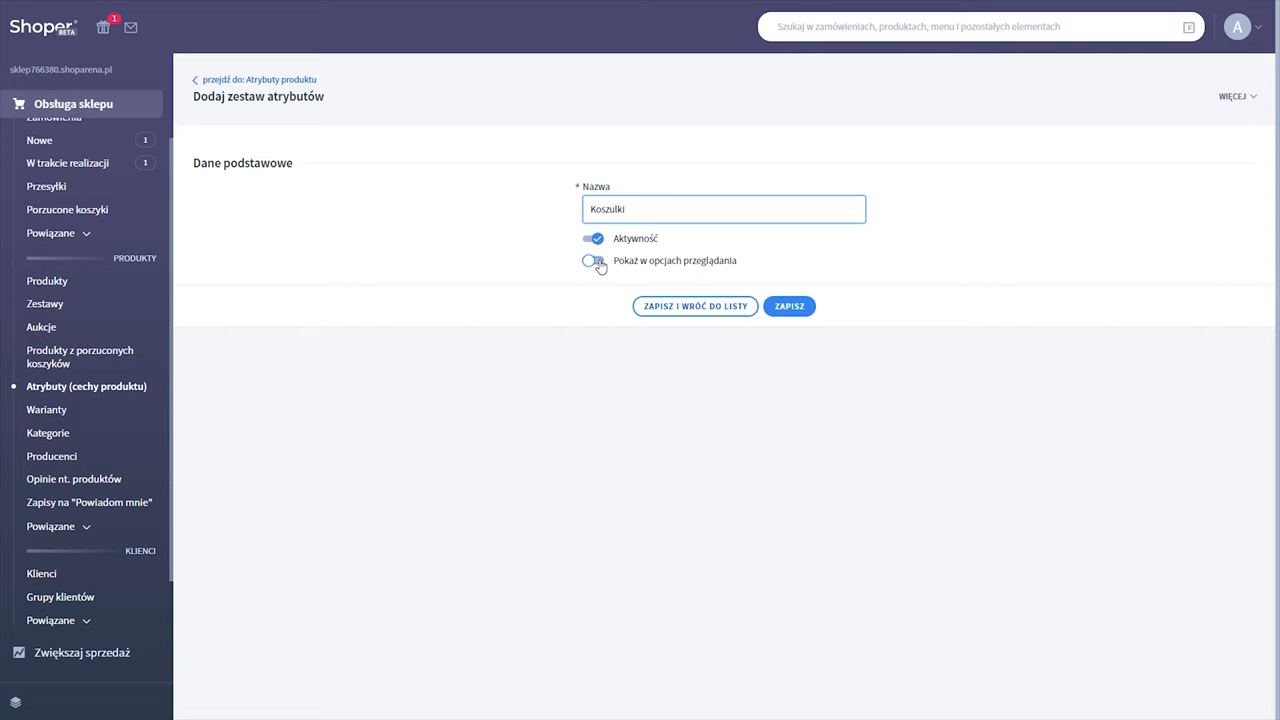 Shoper
BETA
1
Szukaj w zamówieniach, produktach, menu i pozostałych elementach
F
A
sklep766380.shoparena.pl
Obsługa sklepu
Zamówienia
Nowe 1
W trakcie realizacji 1
Przesyłki
Porzucone koszyki
Powiązane
PRODUKTY
Produkty
Zestawy
Aukcje
Produkty z porzuconych
koszyków
Atrybuty (cechy produktu)
Warianty
Kategorie
Producenci
Opinie nt. produktów
Zapisy na "Powiadom mnie"
Powiązane
KLIENCI
Klienci
Grupy klientów
Powiązane
Zwiększaj sprzedaż
przejdź do: Atrybuty produktu
Dodaj zestaw atrybutów
WIĘCEJ
Dane podstawowe
* Nazwa
Koszulki
Aktywność
Pokaż w opcjach przeglądania
ZAPISZ I WRÓĆ DO LISTY
ZAPISZ